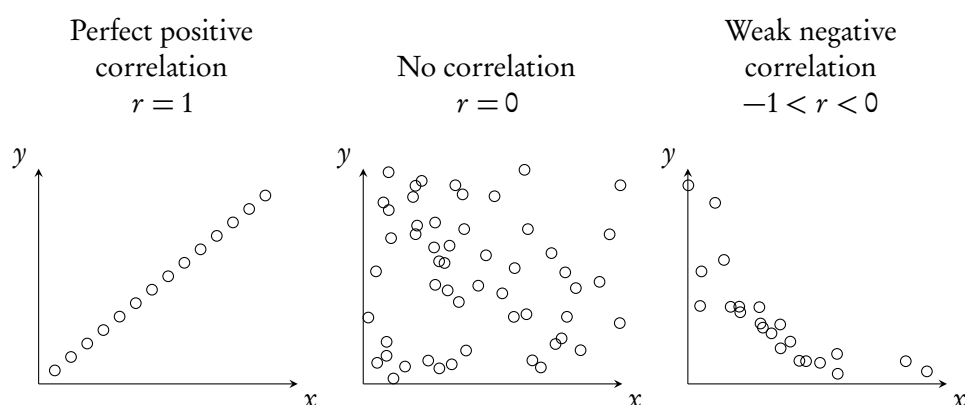 Perfect positive
correlation
r = 1
No correlation
r = 0
Weak negative
correlation
−1 < r < 0
y
x
y
x
y
x